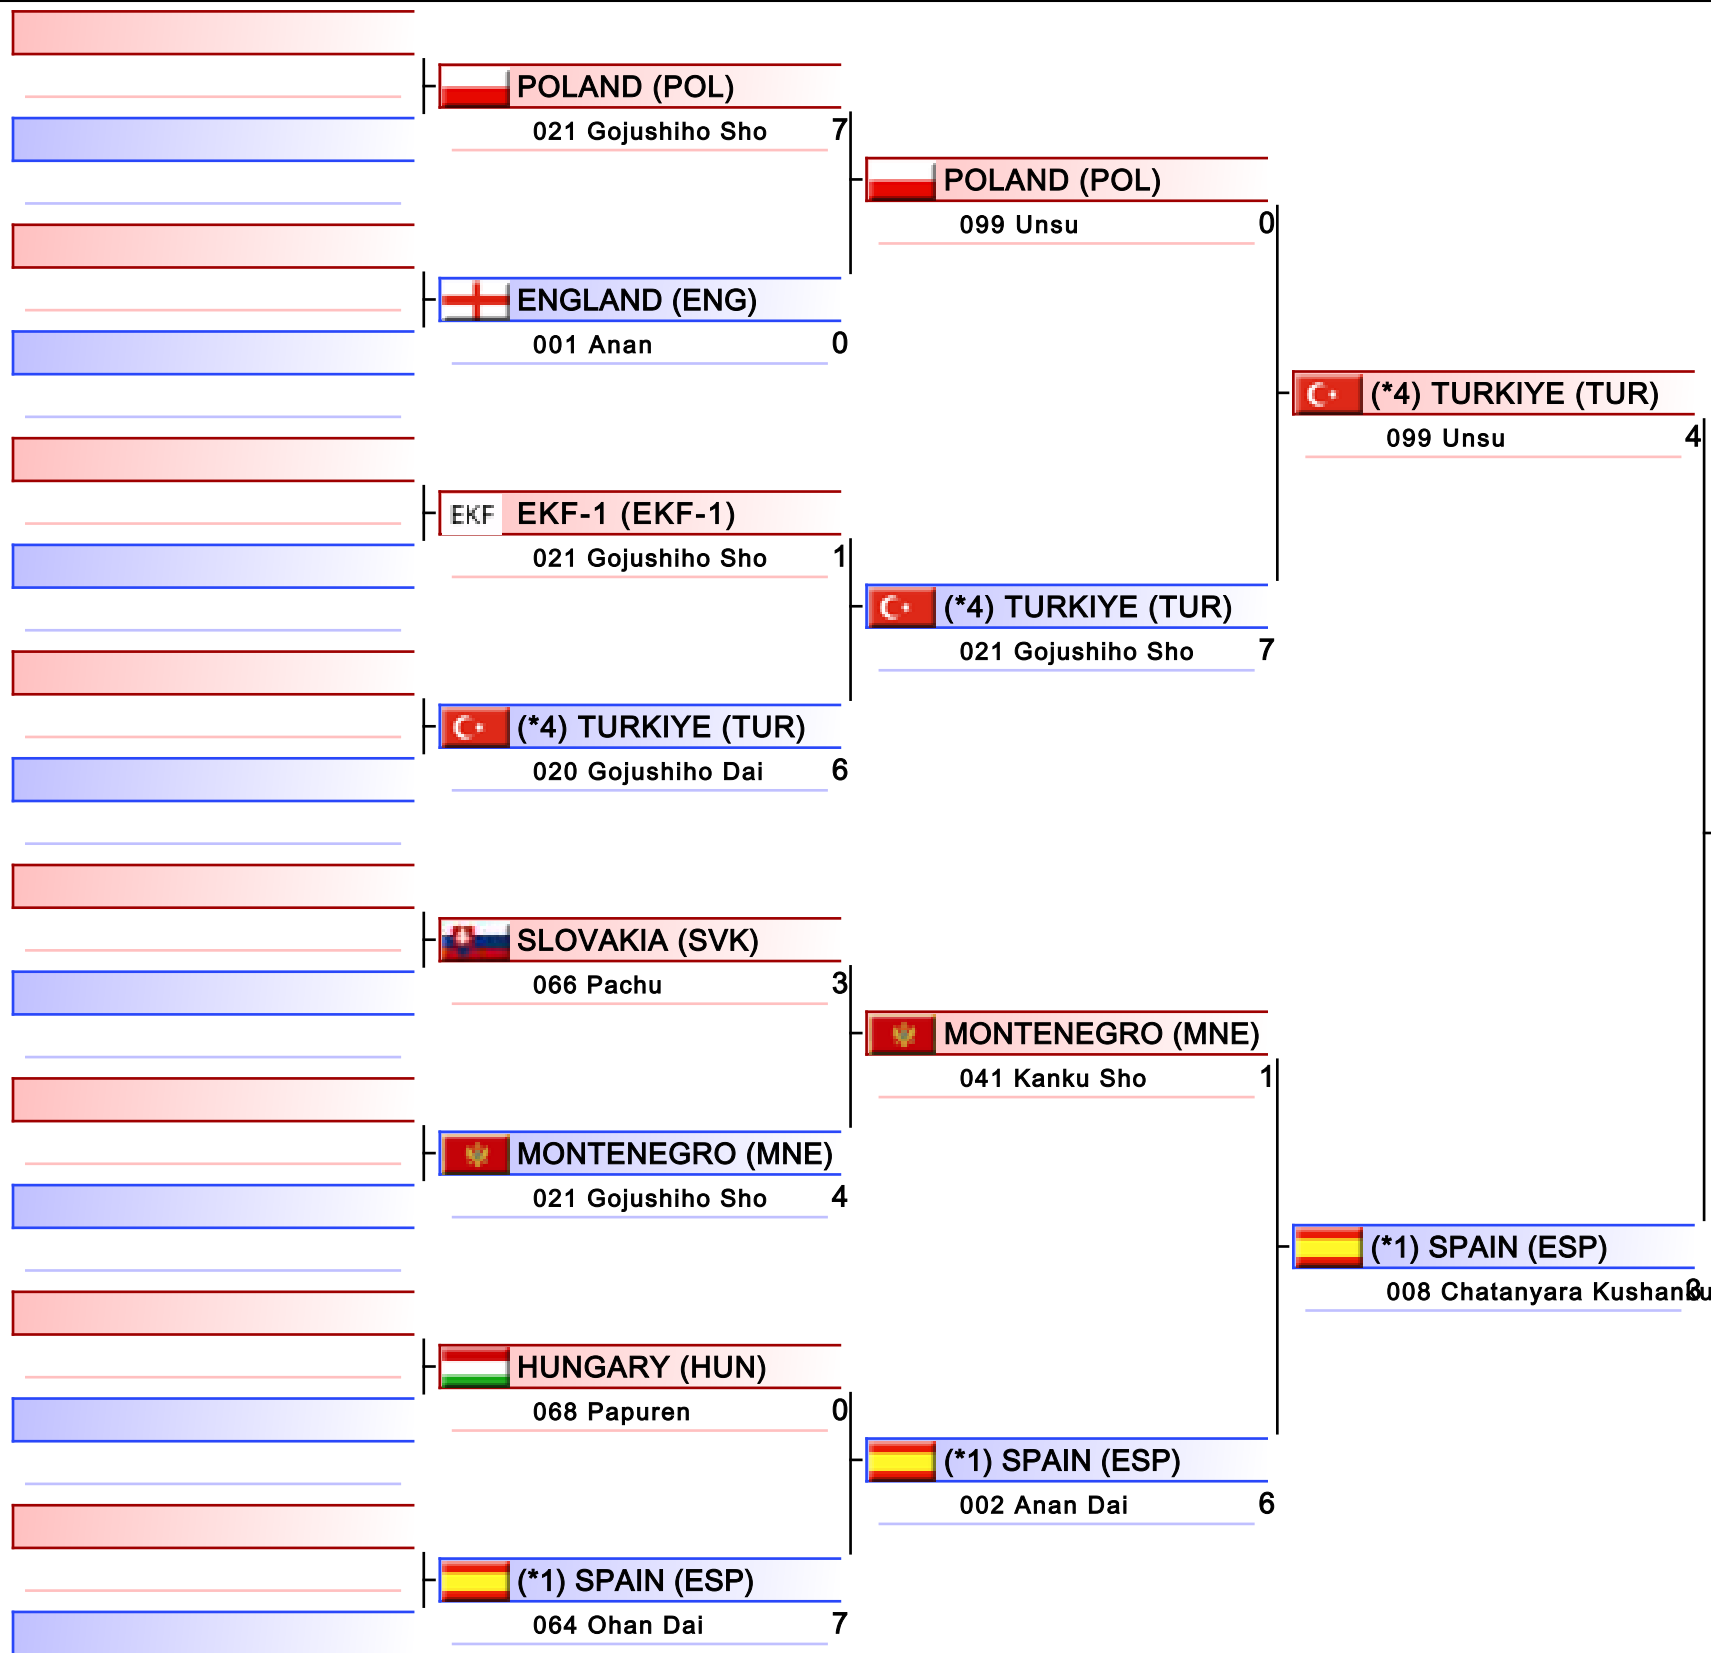 POLAND (POL)
021 Gojushiho Sho 7
POLAND (POL)
099 Unsu 0
ENGLAND (ENG)
001 Anan 0
(*4) TURKIYE (TUR)
099 Unsu 4
EKF EKF-1 (EKF-1)
021 Gojushiho Sho 1
(*4) TURKIYE (TUR)
021 Gojushiho Sho 7
(*4) TURKIYE (TUR)
020 Gojushiho Dai 6
SLOVAKIA (SVK)
066 Pachu 3
MONTENEGRO (MNE)
041 Kanku Sho 1
MONTENEGRO (MNE)
021 Gojushiho Sho 4
(*1) SPAIN (ESP)
008 Chatanyara Kushanku 3
HUNGARY (HUN)
068 Papuren 0
(*1) SPAIN (ESP)
002 Anan Dai 6
(*1) SPAIN (ESP)
064 Ohan Dai 7